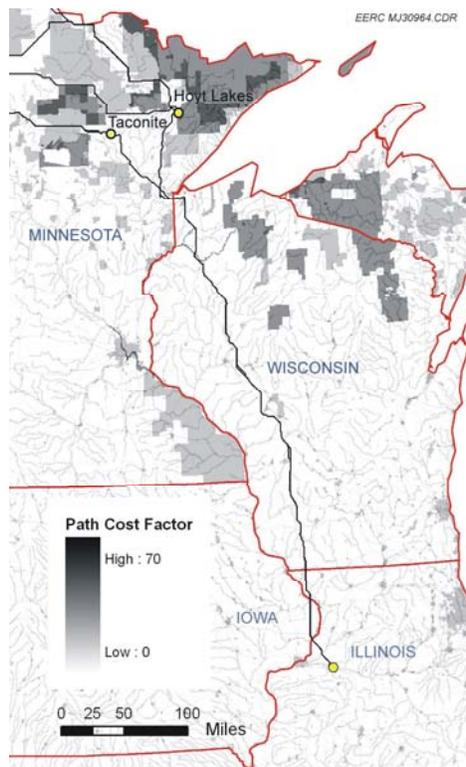 EERC MJ30964.CDR
Hoyt Lakes
Taconite
MINNESOTA
WISCONSIN
Path Cost Factor
High : 70
Low : 0
IOWA
ILLINOIS
0 25 50 100 160
Miles